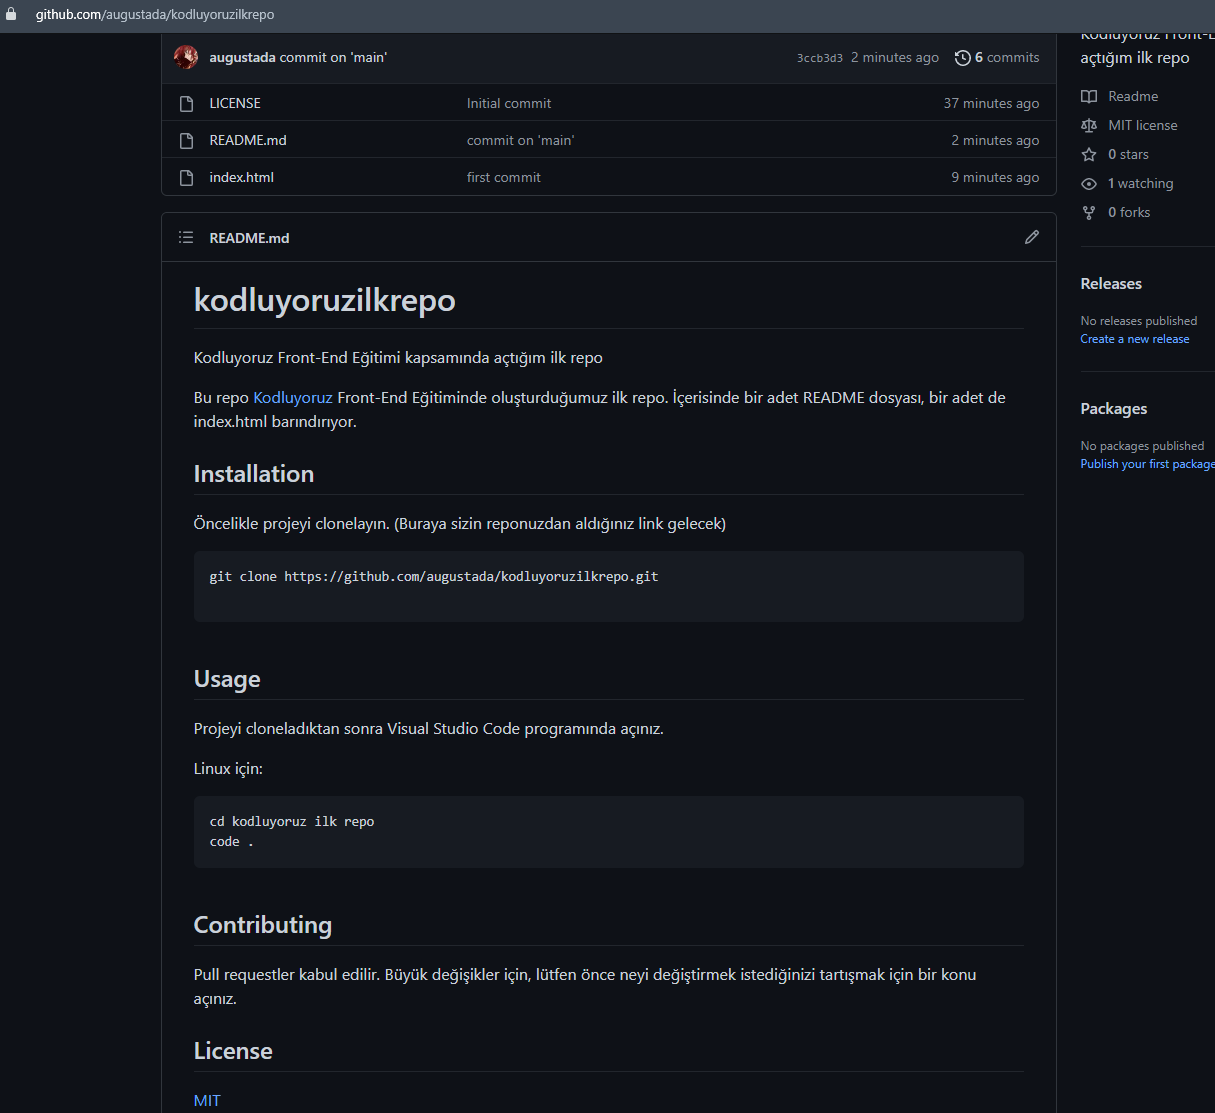 github.com/augustada/kodluyoruzilkrepo
augustada commit on 'main' 3ccb3d3 2 minutes ago 6 commits
LICENSE Initial commit 37 minutes ago
README.md commit on 'main' 2 minutes ago
index.html first commit 9 minutes ago
README.md
kodluyoruzilkrepo
Kodluyoruz Front-End Eğitimi kapsamında açtığım ilk repo
Bu repo Kodluyoruz Front-End Eğitiminde oluşturduğumuz ilk repo. İçerisinde bir adet README dosyası, bir adet de
index.html barındırıyor.
Installation
Öncelikle projeyi clonelayın. (Buraya sizin reponuzdan aldığınız link gelecek)
git clone https://github.com/augustada/kodluyoruzilkrepo.git
Usage
Projeyi cloneladıktan sonra Visual Studio Code programında açınız.
Linux için:
cd kodluyoruz ilk repo
code .
Contributing
Pull requestler kabul edilir. Büyük değişikler için, lütfen önce neyi değiştirmek istediğinizi tartışmak için bir konu
açınız.
License
MIT
Kodluyoruz Front-E
açtığım ilk repo
Readme
MIT license
0 stars
1 watching
0 forks
Releases
No releases published
Create a new release
Packages
No packages published
Publish your first package